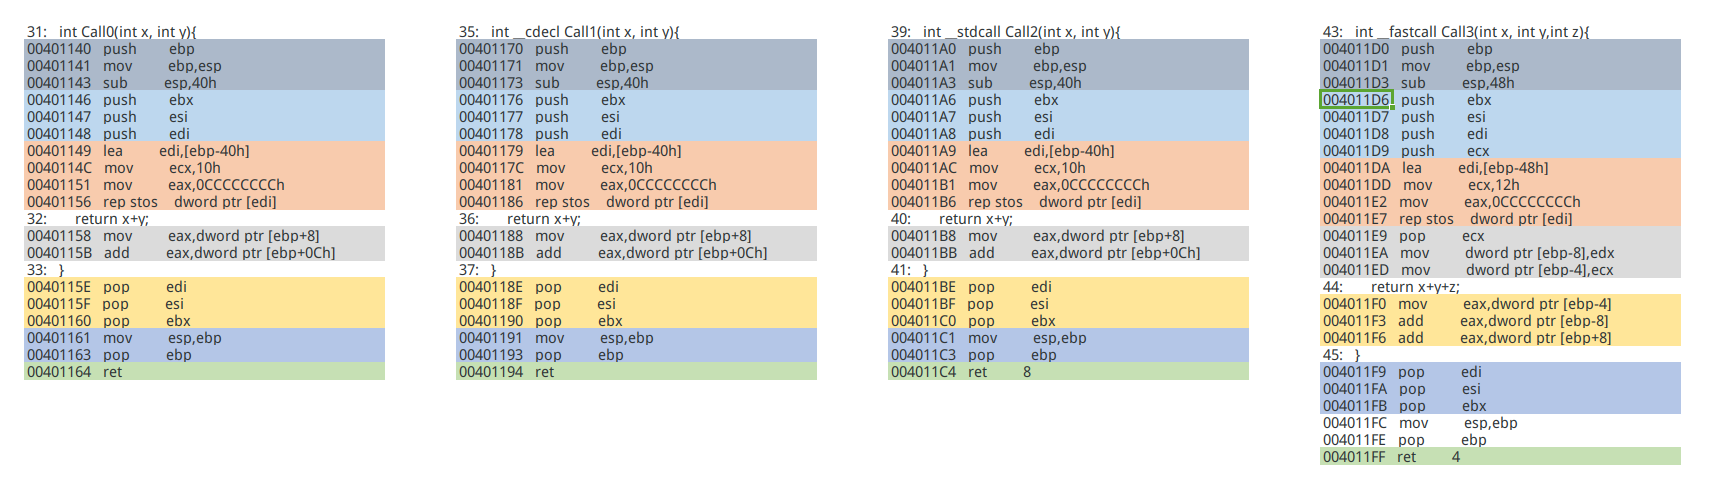 31:   int Call0(int x, int y){
00401140   push        ebp
00401141   mov         ebp,esp
00401143   sub         esp,40h
00401146   push        ebx
00401147   push        esi
00401148   push        edi
00401149   lea         edi,[ebp-40h]
0040114C   mov         ecx,10h
00401151   mov         eax,0CCCCCCCCh
00401156   rep stos    dword ptr [edi]
32:       return x+y;
00401158   mov         eax,dword ptr [ebp+8]
0040115B   add         eax,dword ptr [ebp+0Ch]
33:   }
0040115E   pop         edi
0040115F   pop         esi
00401160   pop         ebx
00401161   mov         esp,ebp
00401163   pop         ebp
00401164   ret
35:   int __cdecl Call1(int x, int y){
00401170   push        ebp
00401171   mov         ebp,esp
00401173   sub         esp,40h
00401176   push        ebx
00401177   push        esi
00401178   push        edi
00401179   lea         edi,[ebp-40h]
0040117C   mov         ecx,10h
00401181   mov         eax,0CCCCCCCCh
00401186   rep stos    dword ptr [edi]
36:       return x+y;
00401188   mov         eax,dword ptr [ebp+8]
0040118B   add         eax,dword ptr [ebp+0Ch]
37:   }
0040118E   pop         edi
0040118F   pop         esi
00401190   pop         ebx
00401191   mov         esp,ebp
00401193   pop         ebp
00401194   ret
39:   int __stdcall Call2(int x, int y){
004011A0   push        ebp
004011A1   mov         ebp,esp
004011A3   sub         esp,40h
004011A6   push        ebx
004011A7   push        esi
004011A8   push        edi
004011A9   lea         edi,[ebp-40h]
004011AC   mov         ecx,10h
004011B1   mov         eax,0CCCCCCCCh
004011B6   rep stos    dword ptr [edi]
40:       return x+y;
004011B8   mov         eax,dword ptr [ebp+8]
004011BB   add         eax,dword ptr [ebp+0Ch]
41:   }
004011BE   pop         edi
004011BF   pop         esi
004011C0   pop         ebx
004011C1   mov         esp,ebp
004011C3   pop         ebp
004011C4   ret         8
43:   int __fastcall Call3(int x, int y,int z){
004011D0   push        ebp
004011D1   mov         ebp,esp
004011D3   sub         esp,48h
004011D6   push        ebx
004011D7   push        esi
004011D8   push        edi
004011D9   push        ecx
004011DA   lea         edi,[ebp-48h]
004011DD   mov         ecx,12h
004011E2   mov         eax,0CCCCCCCCh
004011E7   rep stos    dword ptr [edi]
004011E9   pop         ecx
004011EA   mov         dword ptr [ebp-8],edx
004011ED   mov         dword ptr [ebp-4],ecx
44:       return x+y+z;
004011F0   mov         eax,dword ptr [ebp-4]
004011F3   add         eax,dword ptr [ebp-8]
004011F6   add         eax,dword ptr [ebp+8]
45:   }
004011F9   pop         edi
004011FA   pop         esi
004011FB   pop         ebx
004011FC   mov         esp,ebp
004011FE   pop         ebp
004011FF   ret         4